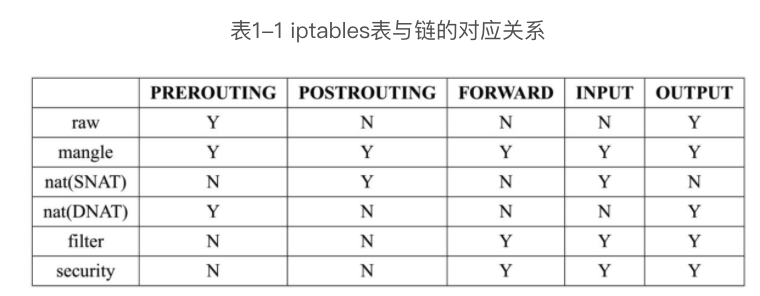 表1-1 iptables表与链的对应关系
PREROUTING POSTROUTING FORWARD INPUT OUTPUT
raw Y N N N Y
mangle Y Y Y Y Y
nat(SNAT) N Y N Y N
nat(DNAT) Y N N N Y
filter N N Y Y Y
security N N Y Y Y